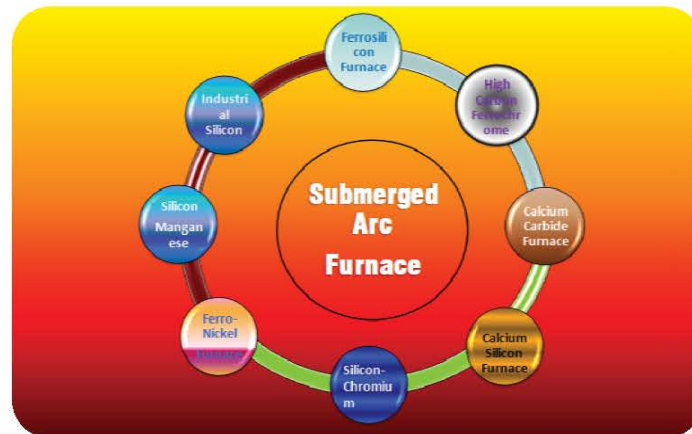 Submerged
Arc
Furnace
Ferrosili
con
Furnace
High
Carbon
Ferrochr
ome
Calcium
Carbide
Furnace
Calcium
Silicon
Furnace
Silicon-
Chromiu
m
Ferro-
Nickel
Furnace
Silicon
Mangan
ese
Industri
al
Silicon